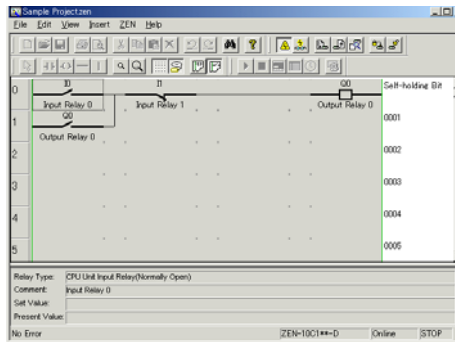 Sample Project.zen
File Edit View Insert ZEN Help
0 I0 I1 Q0 Self-holding Bit
Input Relay 0 Input Relay 1 Output Relay 0
1 Q0 0001
Output Relay 0
2 0002
3 0003
4 0004
5 0005
Relay Type: CPU Unit Input Relay(Normally Open)
Comment: Input Relay 0
Set Value:
Present Value:
No Error ZEN-10C1**-D Online STOP